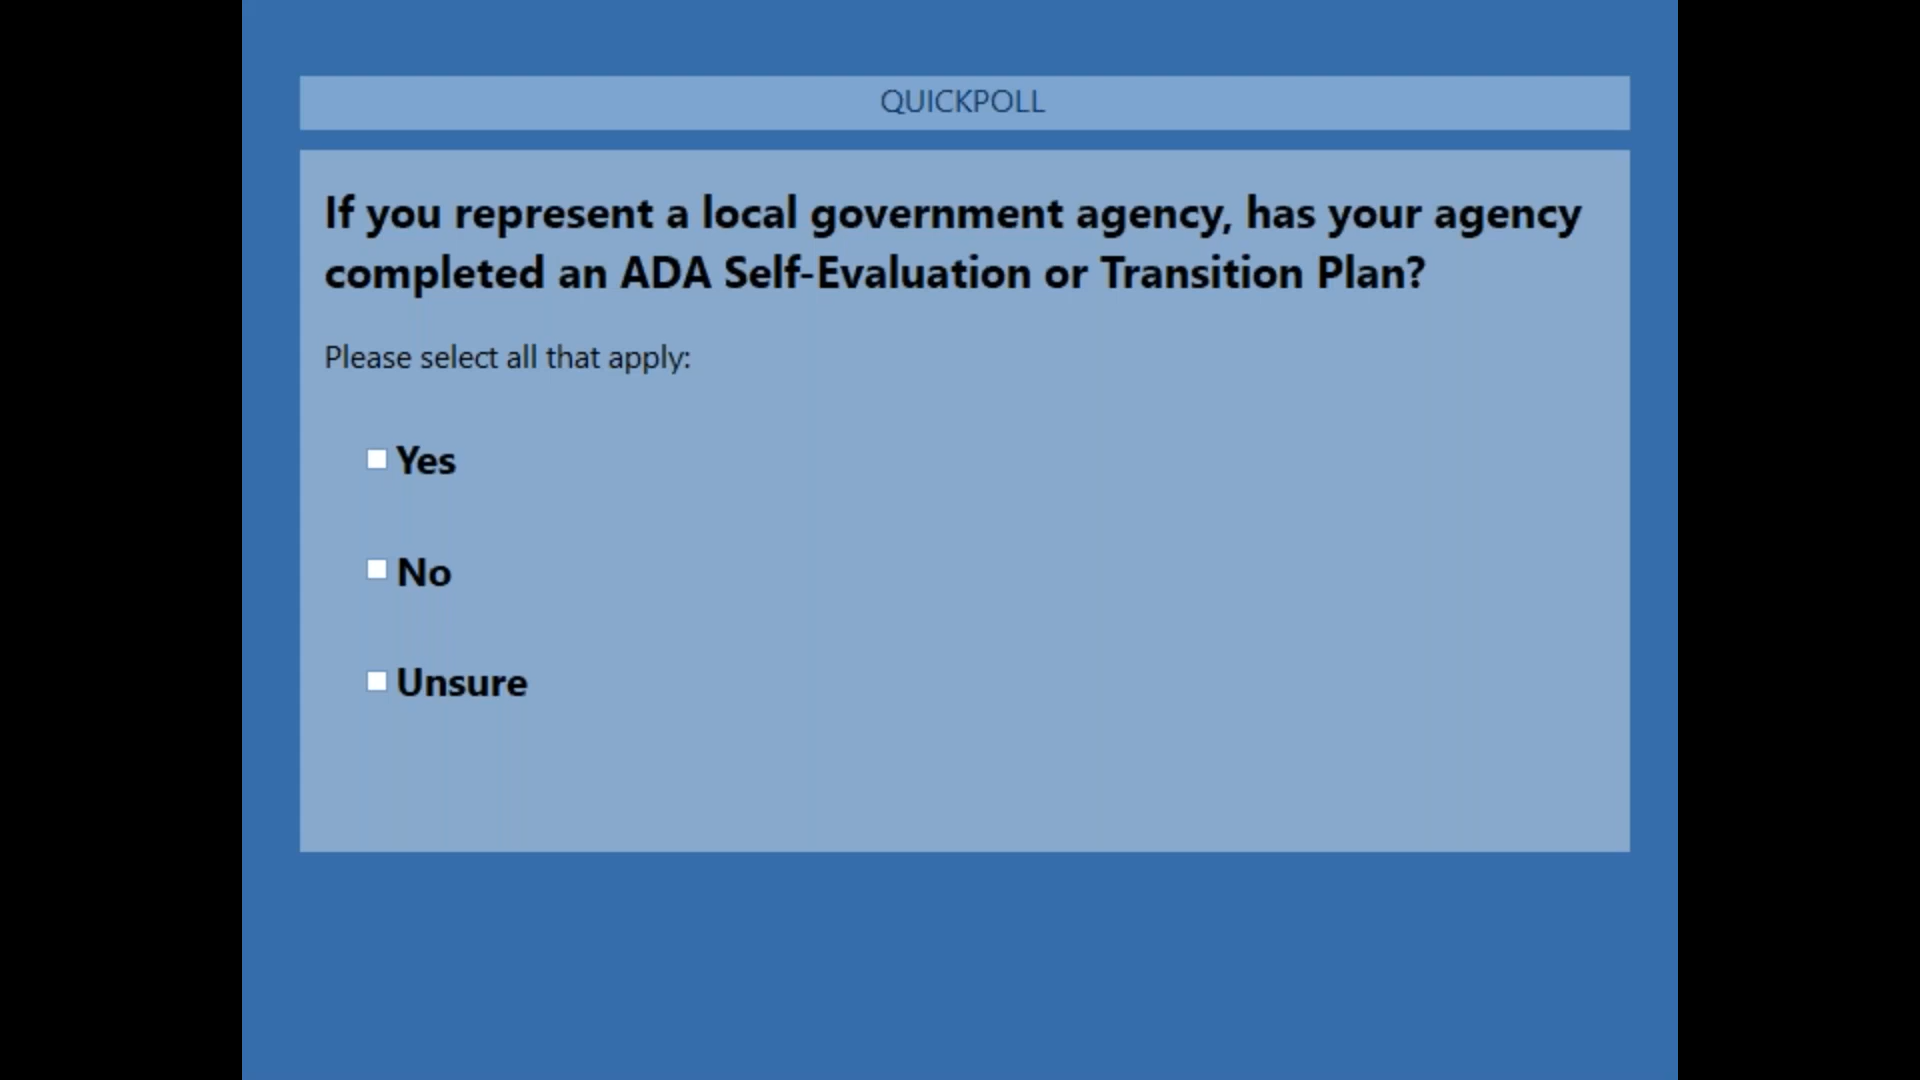 QUICKPOLL
If you represent a local government agency, has your agency
completed an ADA Self-Evaluation or Transition Plan?
Please select all that apply:
Yes
No
Unsure